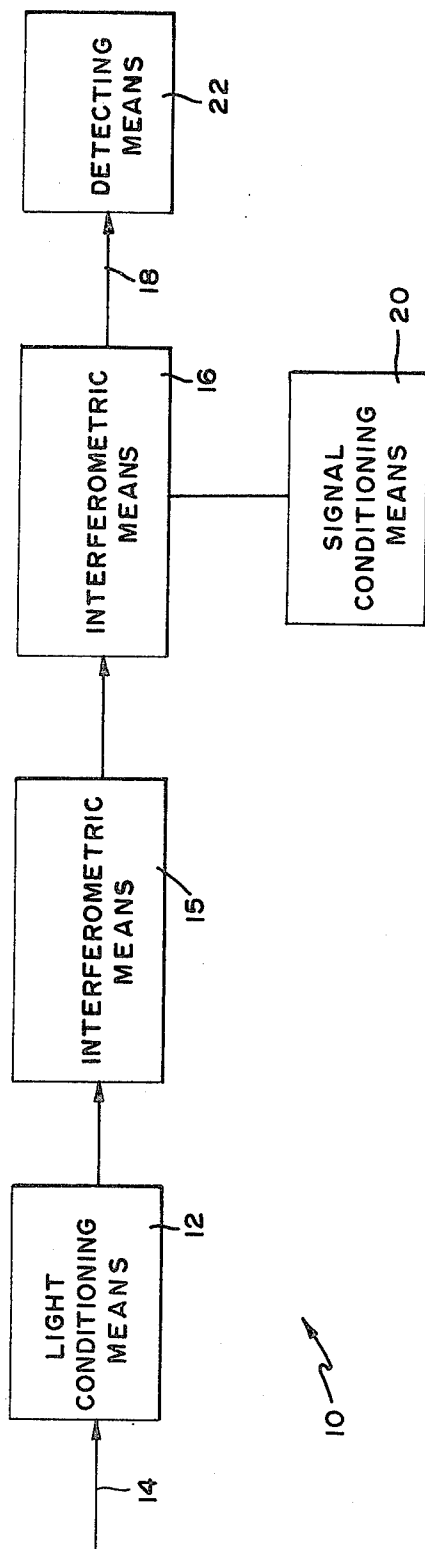 14
LIGHT
CONDITIONING
MEANS
12
INTERFEROMETRIC
MEANS
15
INTERFEROMETRIC
MEANS
16
18
DETECTING
MEANS
22
SIGNAL
CONDITIONING
MEANS
20
10